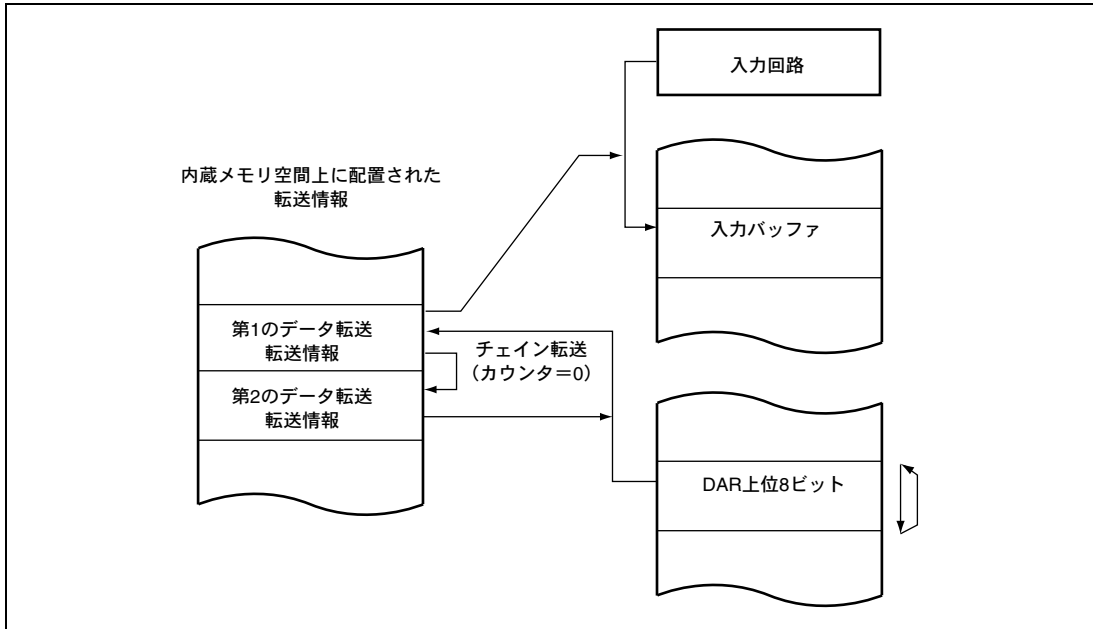 入力回路
内蔵メモリ空間上に配置された
転送情報
入力バッファ
第1のデータ転送
転送情報
チェイン転送
（カウンタ＝0）
第2のデータ転送
転送情報
DAR上位8ビット